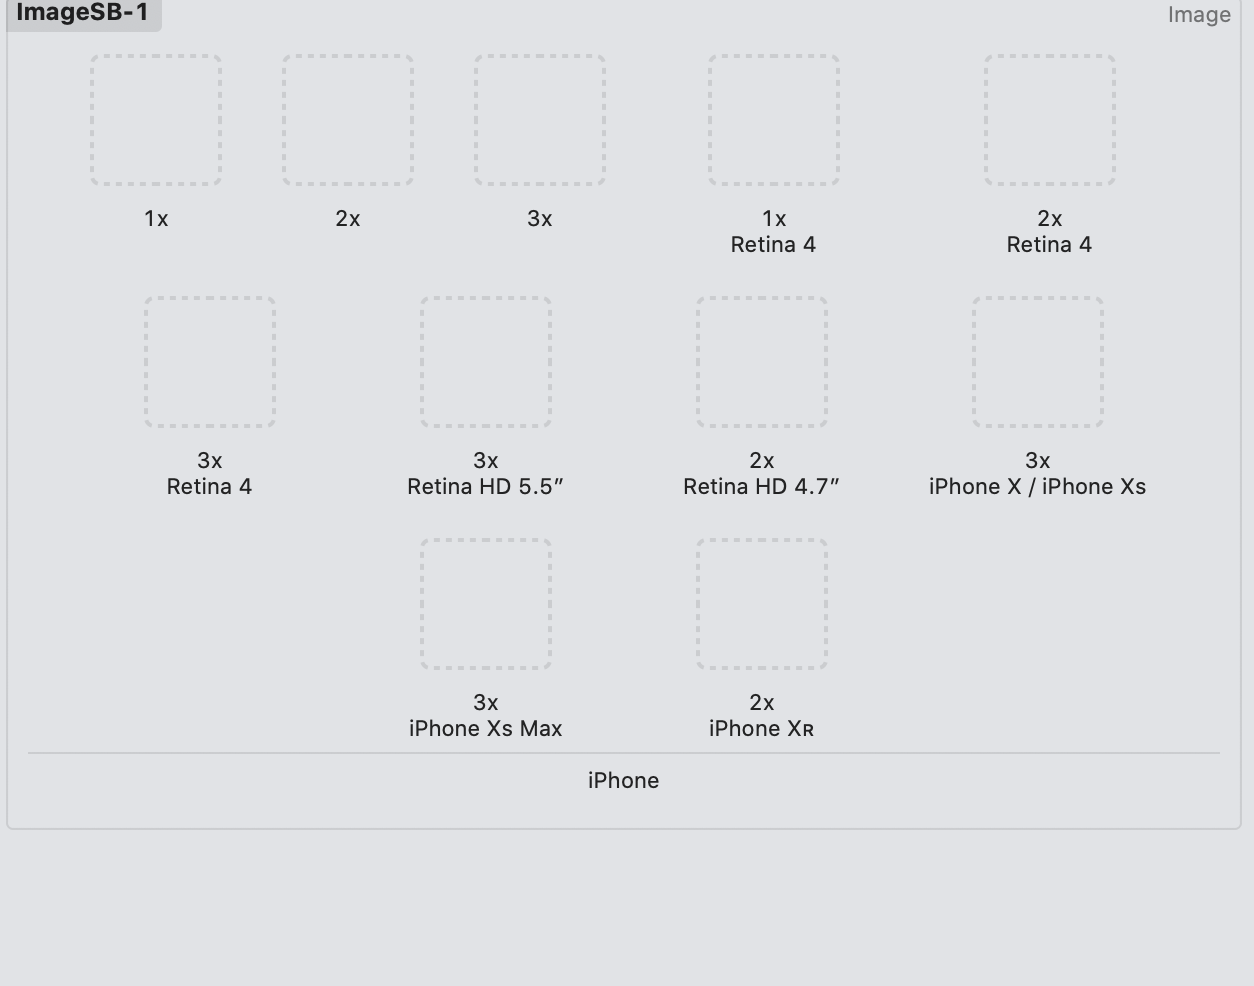 ImageSB-1
Image
1x
2x
3x
1x
Retina 4
2x
Retina 4
3x
Retina 4
3x
Retina HD 5.5″
2x
Retina HD 4.7″
3x
iPhone X / iPhone Xs
3x
iPhone Xs Max
2x
iPhone Xʀ
iPhone